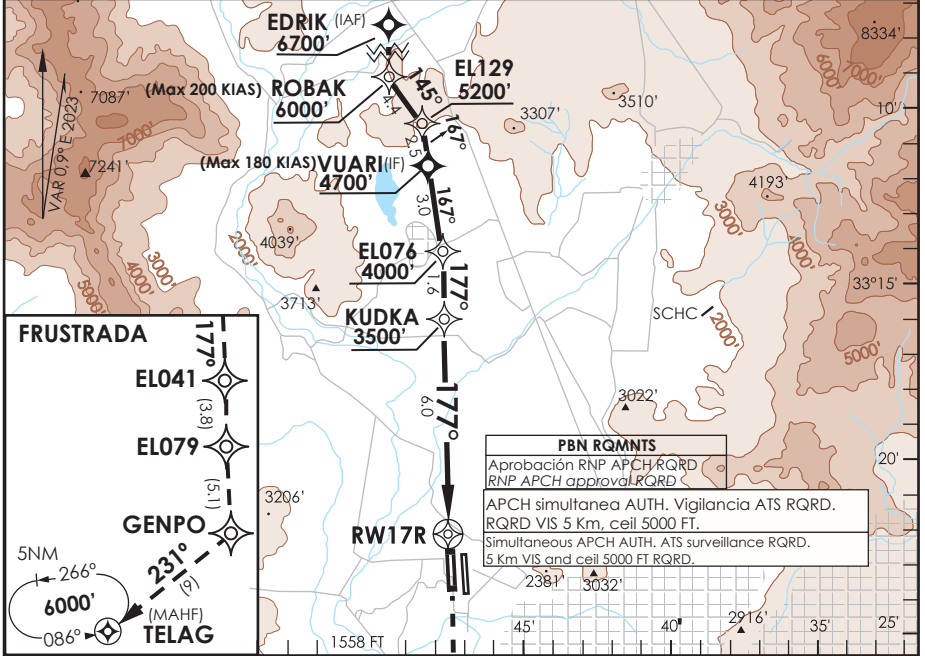 EDRIK (IAF)
6700'
8334'
7087'
7000'
7241'
VAR 0,9° E 2023
(Max 200 KIAS) ROBAK
6000'
4.4
145°
EL129
5200'
3307'
3510'
6000'
7000'
10'
2.5
167°
(Max 180 KIAS) VUARI (IF)
4700'
4193'
3000'
4000'
3.0
167°
4039'
2000'
3000'
4000'
5000'
3713'
EL076
4000'
1.6
177°
33°15'
KUDKA
3500'
SCHC
2000'
5000'
6.0
177°
3022'
FRUSTRADA
177°
EL041
(3.8)
EL079
(5.1)
GENPO
231°
(9)
5NM
266°
6000'
086°
(MAHF)
TELAG
3206'
RW17R
PBN RQMNTS
Aprobación RNP APCH RQRD
RNP APCH approval RQRD
APCH simultanea AUTH. Vigilancia ATS RQRD.
RQRD VIS 5 Km, ceil 5000 FT.
Simultaneous APCH AUTH. ATS surveillance RQRD.
5 Km VIS and ceil 5000 FT RQRD.
20'
2381'
3032'
2916'
1558 FT
45'
40'
35'
25'